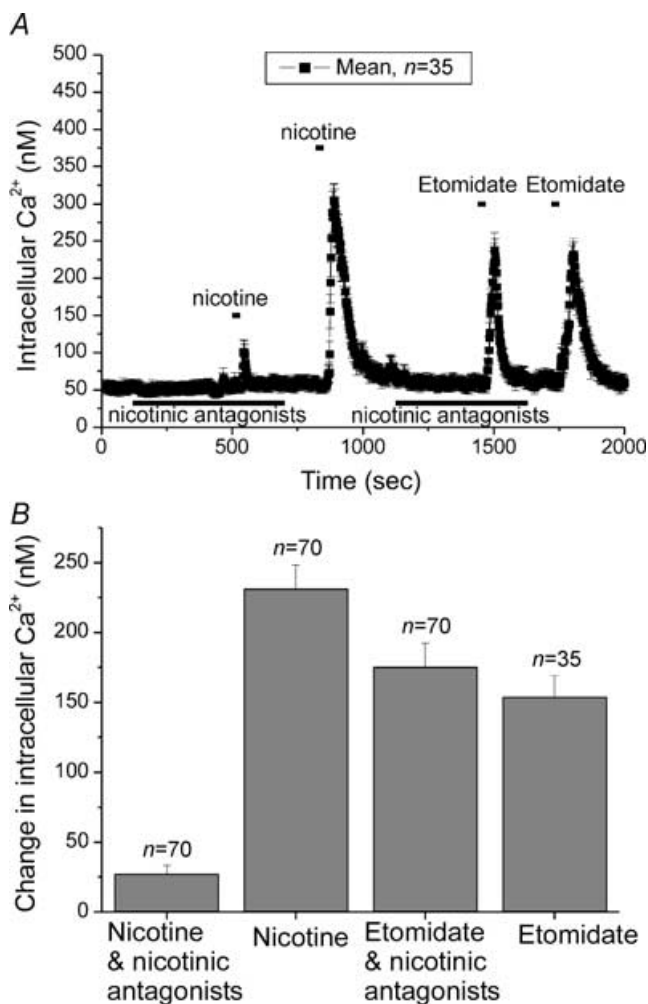 A
500
450
400
350
300
250
200
150
100
50
0
Intracellular Ca²⁺ (nM)
Mean, n=35
nicotine
nicotine
Etomidate Etomidate
nicotinic antagonists
nicotinic antagonists
0 500 1000 1500 2000
Time (sec)
B
250
200
150
100
50
0
Change in intracellular Ca²⁺ (nM)
n=70
n=70
n=70
n=35
Nicotine
& nicotinic
antagonists
Nicotine
Etomidate
& nicotinic
antagonists
Etomidate